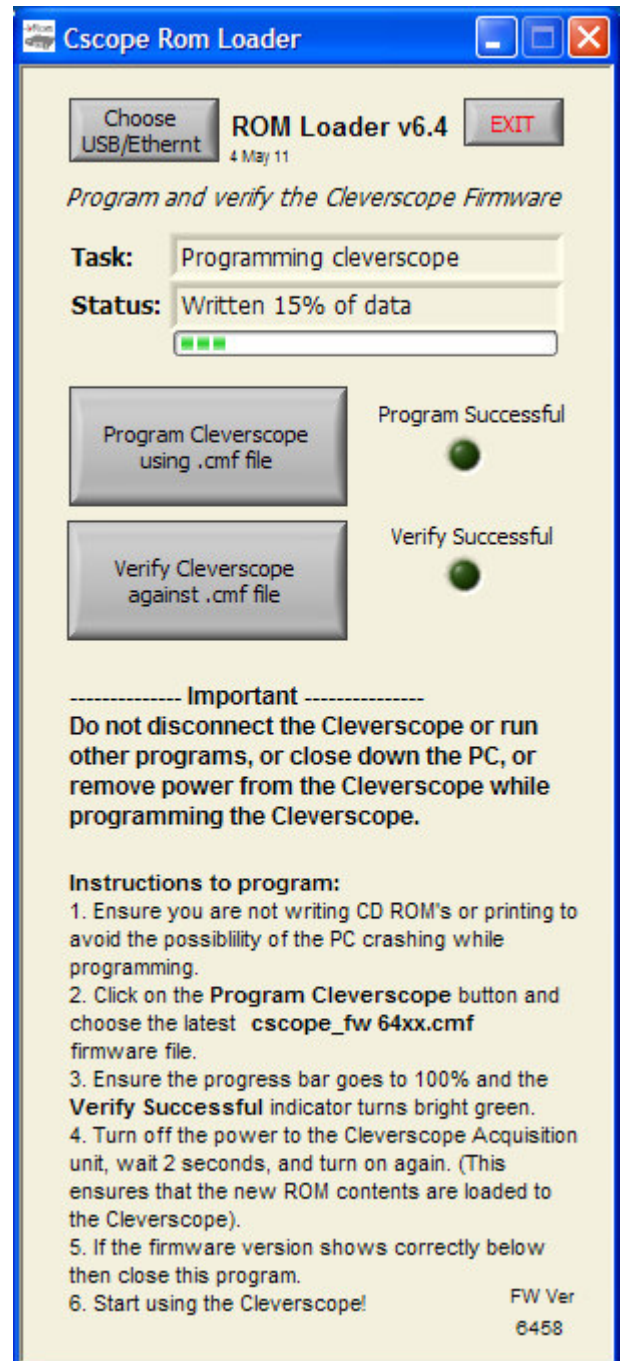 Cscope Rom Loader
Choose
USB/Ethernt
ROM Loader v6.4
4 May 11
EXIT
Program and verify the Cleverscope Firmware
Task: Programming cleverscope
Status: Written 15% of data
Program Cleverscope
using .cmf file
Program Successful
Verify Cleverscope
against .cmf file
Verify Successful
-------------- Important ---------------
Do not disconnect the Cleverscope or run
other programs, or close down the PC, or
remove power from the Cleverscope while
programming the Cleverscope.
Instructions to program:
1. Ensure you are not writing CD ROM's or printing to
avoid the possiblility of the PC crashing while
programming.
2. Click on the Program Cleverscope button and
choose the latest cscope_fw 64xx.cmf
firmware file.
3. Ensure the progress bar goes to 100% and the
Verify Successful indicator turns bright green.
4. Turn off the power to the Cleverscope Acquisition
unit, wait 2 seconds, and turn on again. (This
ensures that the new ROM contents are loaded to
the Cleverscope).
5. If the firmware version shows correctly below
then close this program.
6. Start using the Cleverscope!
FW Ver
6458